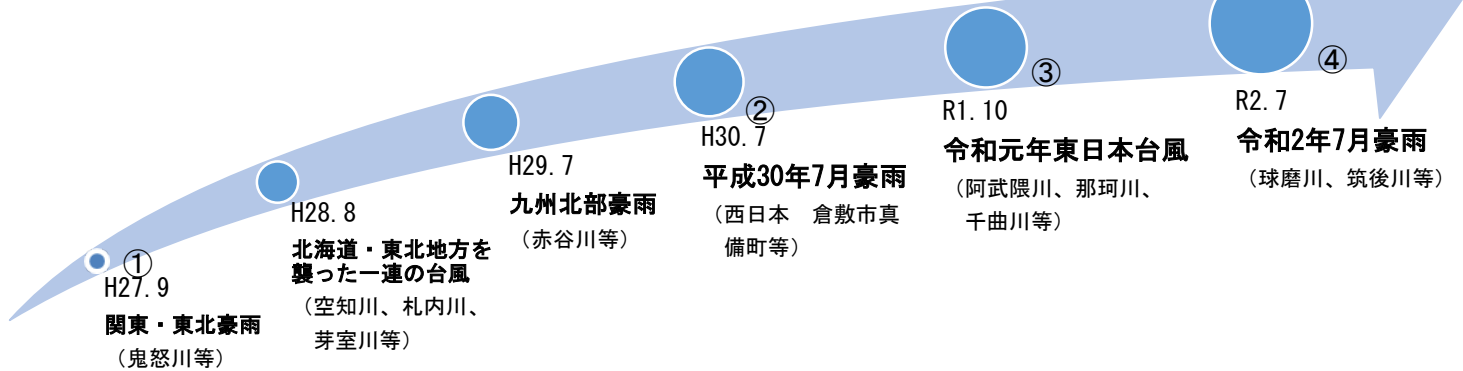 ①
H27.9
関東・東北豪雨
（鬼怒川等）
H28.8
北海道・東北地方を
襲った一連の台風
（空知川、札内川、
芽室川等）
H29.7
九州北部豪雨
（赤谷川等）
②
H30.7
平成30年7月豪雨
（西日本　倉敷市真
備町等）
③
R1.10
令和元年東日本台風
（阿武隈川、那珂川、
千曲川等）
④
R2.7
令和2年7月豪雨
（球磨川、筑後川等）